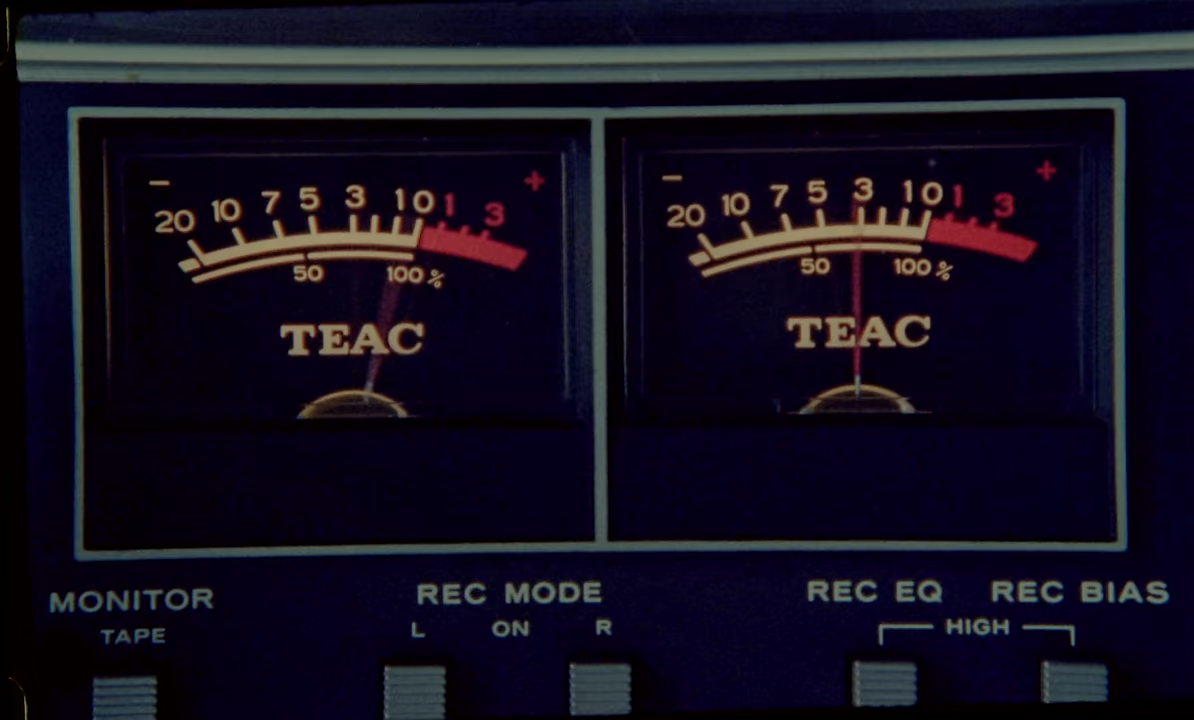 − +
20 10 7 5 3 1 0 1 3
50 100 %
TEAC
− +
20 10 7 5 3 1 0 1 3
50 100 %
TEAC
MONITOR
TAPE
REC MODE
L ON R
REC EQ REC BIAS
HIGH